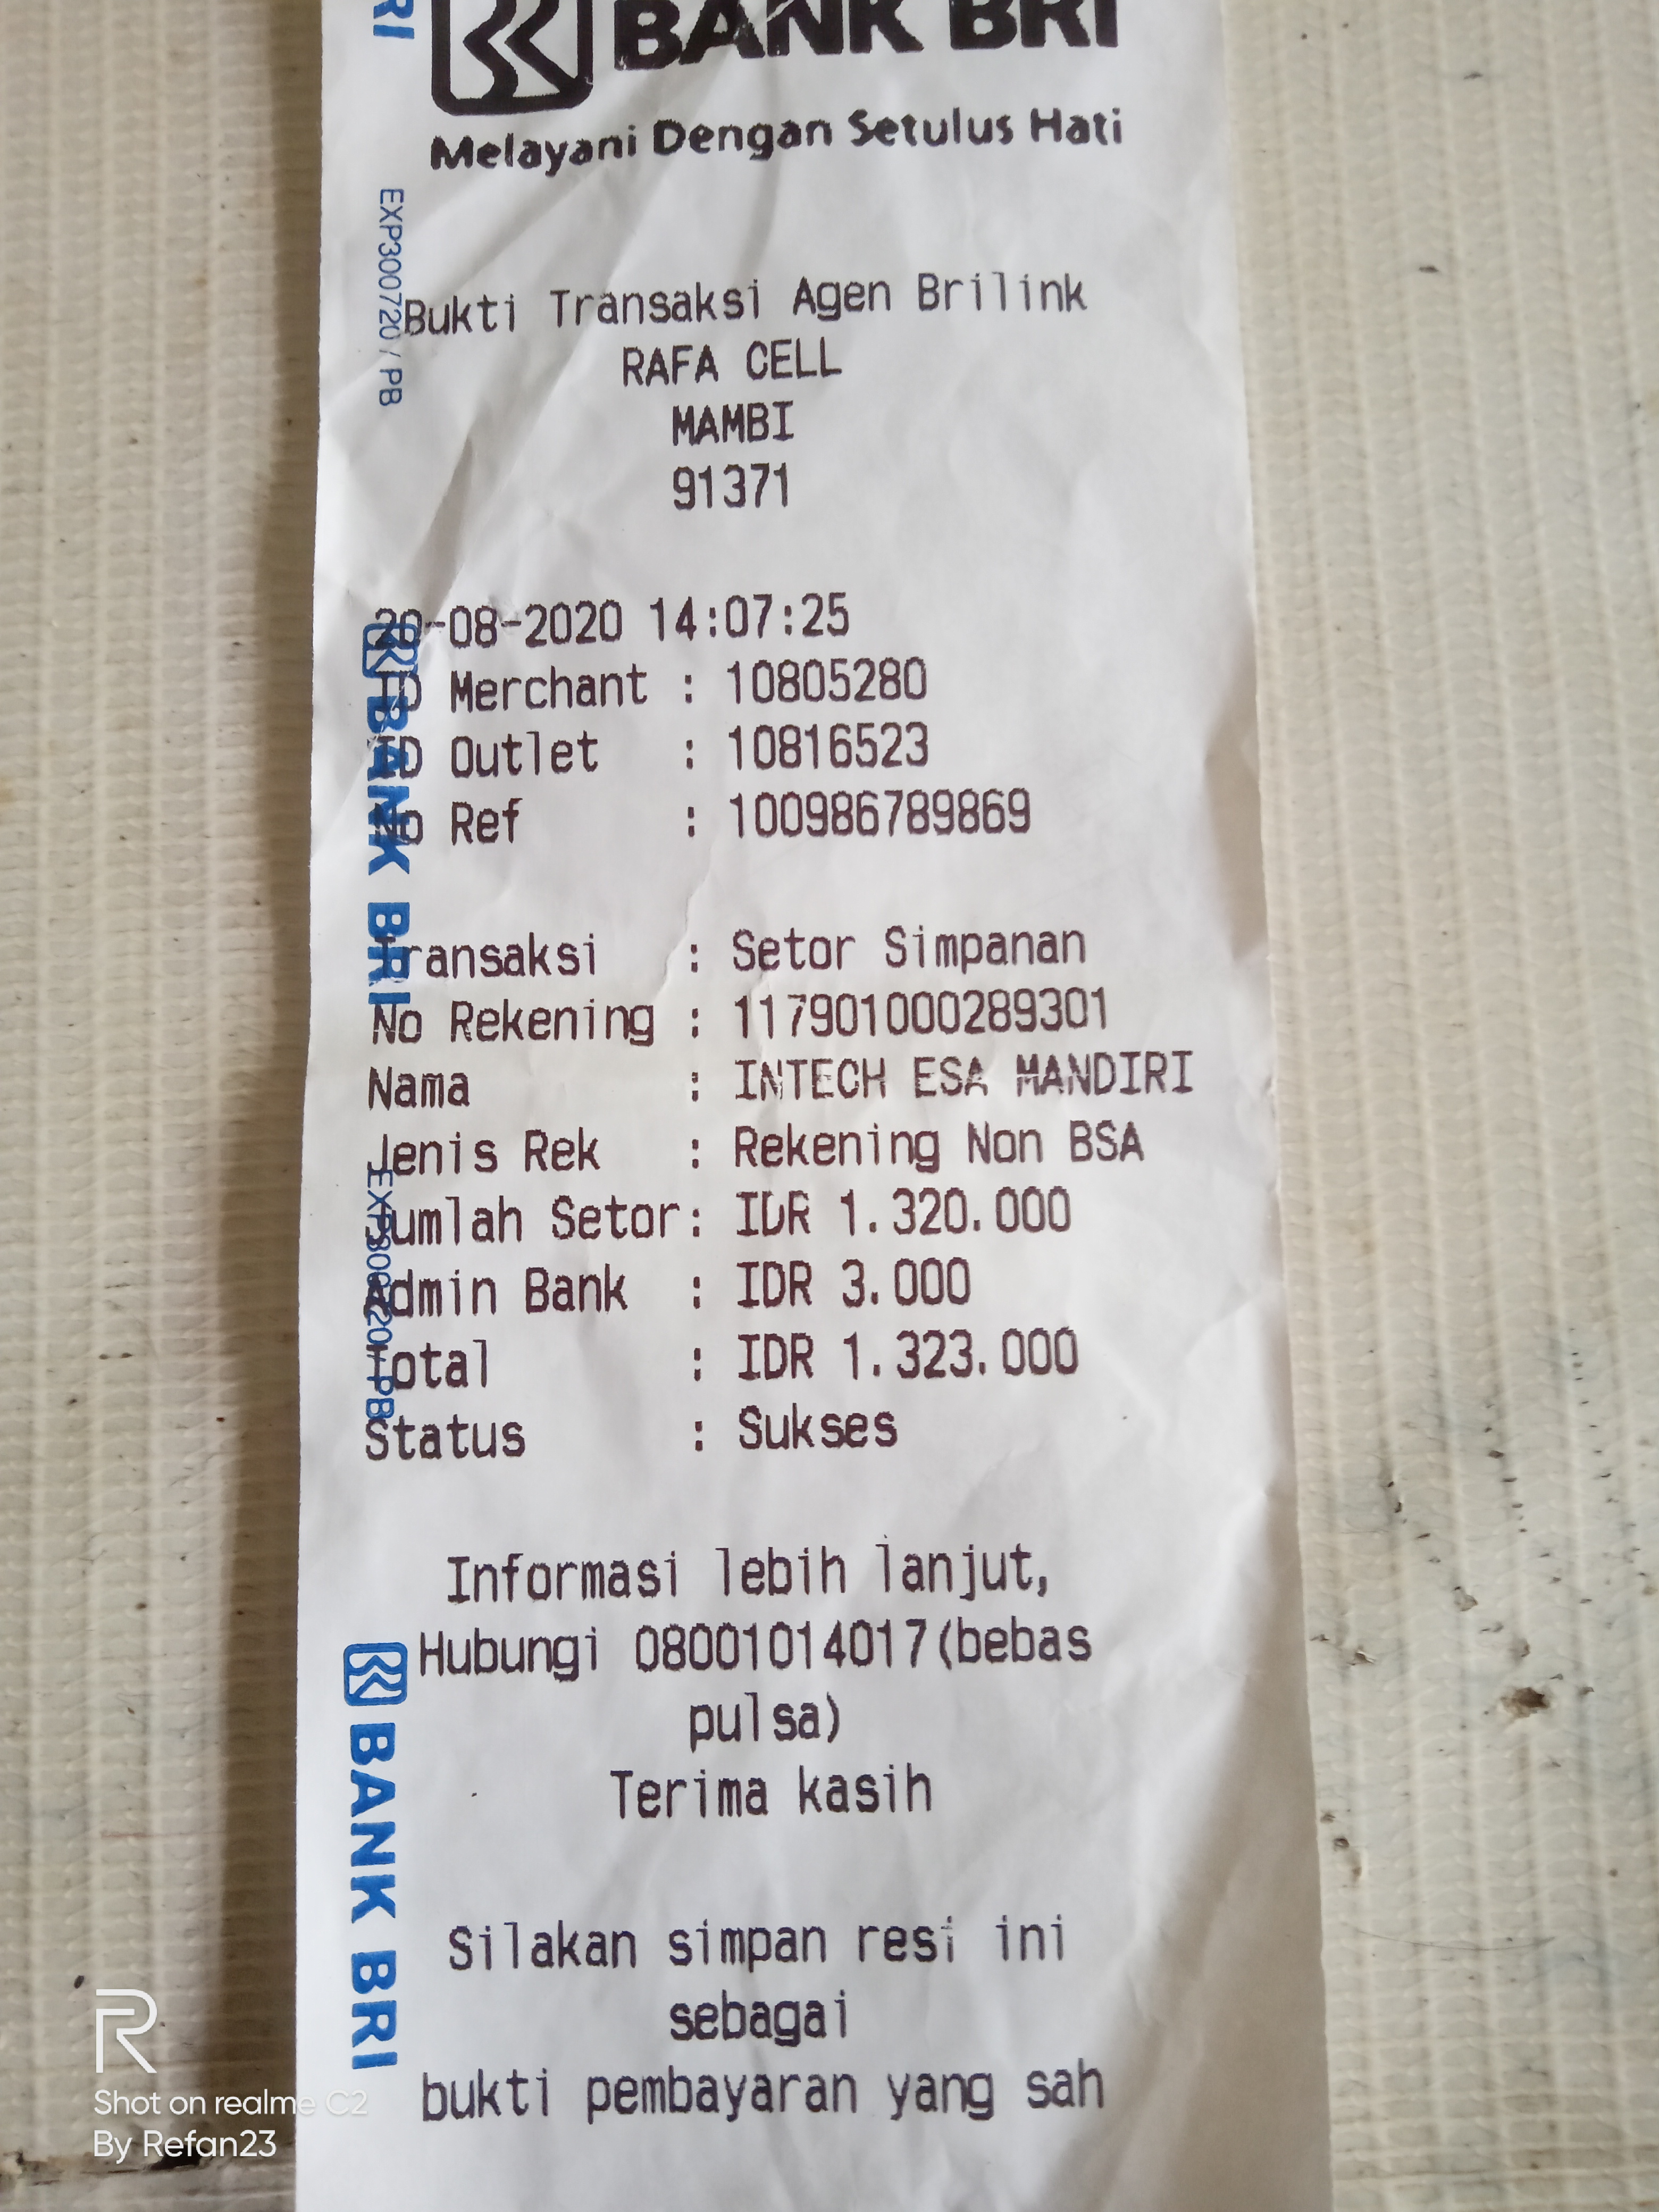 BANK BRI
Melayani Dengan Setulus Hati
Bukti Transaksi Agen Brilink
RAFA CELL
MAMBI
91371
-08-2020 14:07:25
ID Merchant : 10805280
ID Outlet : 10816523
No Ref : 100986789869
Transaksi : Setor Simpanan
No Rekening : 117901000289301
Nama : INTECH ESA MANDIRI
Jenis Rek : Rekening Non BSA
Jumlah Setor: IDR 1.320.000
Admin Bank : IDR 3.000
Total : IDR 1.323.000
Status : Sukses
Informasi lebih lanjut,
Hubungi 08001014017(bebas
pulsa)
Terima kasih
Silakan simpan resi ini
sebagai
bukti pembayaran yang sah
RI
EXP300720 / PB
BANK BRI
EXP300720 / PB
BANK BRI
Shot on realme C2
By Refan23